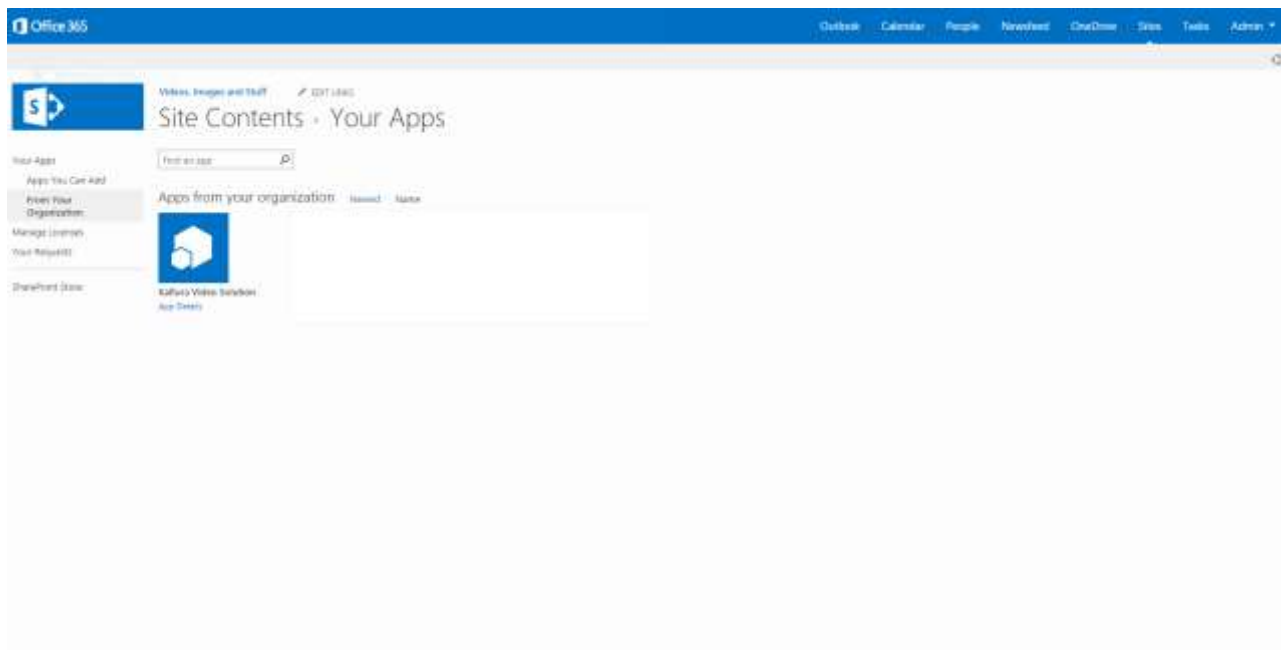 Office 365
Outlook Calendar People Newsfeed OneDrive Sites Tasks Admin
S
Videos, Images and Stuff EDIT LINKS
Site Contents › Your Apps
Your Apps
Find an app
Apps You Can Add
From Your
Organization
Apps from your organization Newest Name
Manage Licenses
Your Requests
SharePoint Store
Kaltura Video Solution
App Details